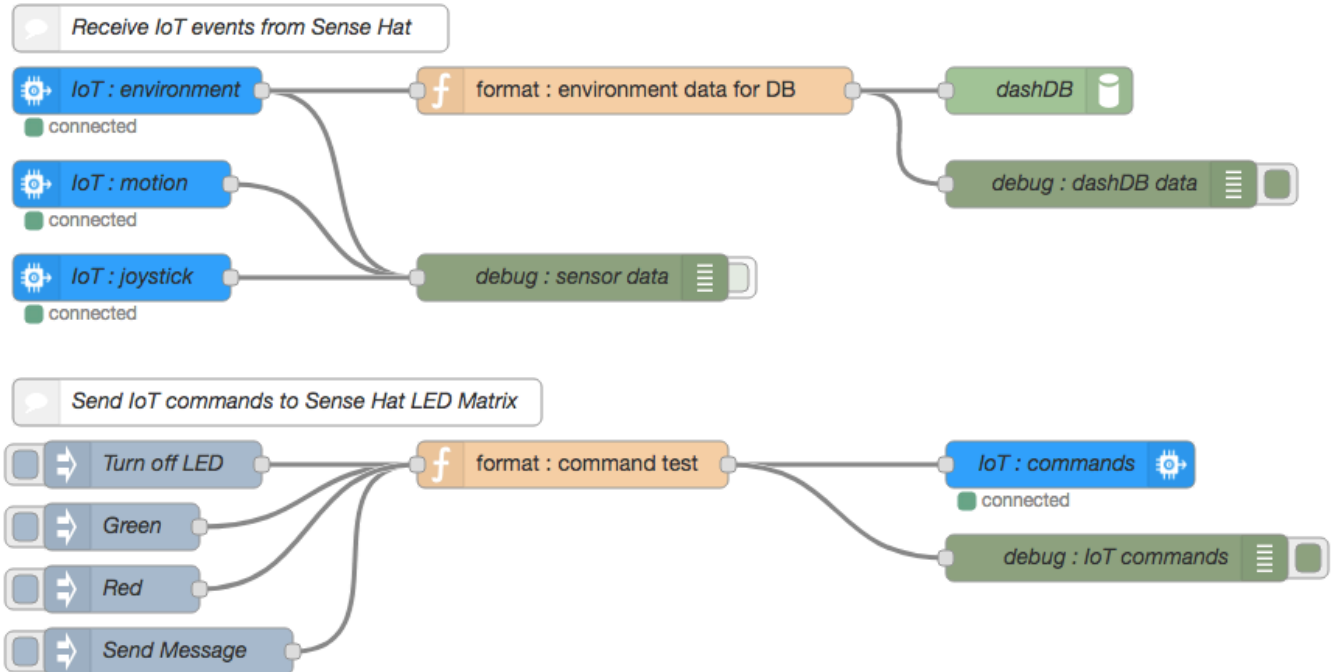 Receive IoT events from Sense Hat
IoT : environment
format : environment data for DB
dashDB
connected
IoT : motion
debug : dashDB data
connected
IoT : joystick
debug : sensor data
connected
Send IoT commands to Sense Hat LED Matrix
Turn off LED
format : command test
IoT : commands
connected
Green
debug : IoT commands
Red
Send Message